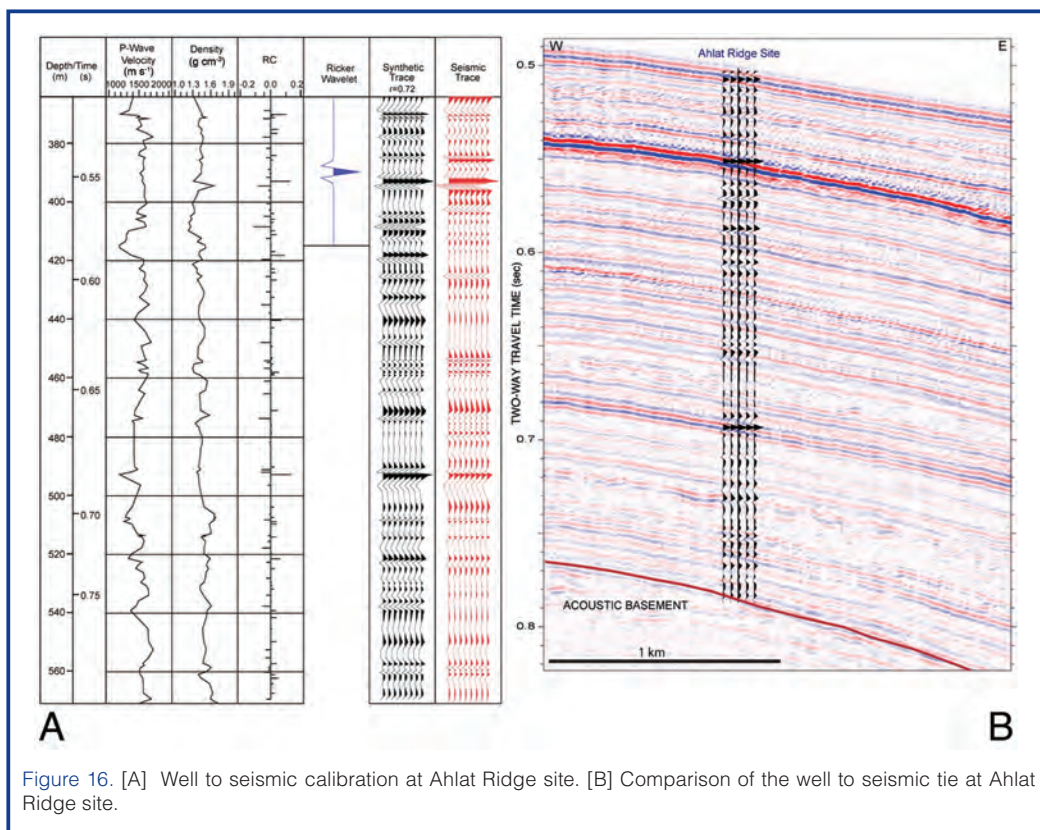 P-Wave
Velocity
(m s⁻¹)
Density
(g cm⁻³)
RC
Depth/Time
(m) (s)
1000 1500 2000
1.0 1.3 1.6 1.9
-0.2 0.0 0.2
Ricker
Wavelet
Synthetic
Trace
r=0.72
Seismic
Trace
380
0.55
400
420
0.60
440
460
0.65
480
500
0.70
520
0.75
540
560
A
W
E
Ahlat Ridge Site
0.5
0.6
0.7
0.8
TWO-WAY TRAVEL TIME (sec)
ACOUSTIC BASEMENT
1 km
B
Figure 16. [A] Well to seismic calibration at Ahlat Ridge site. [B] Comparison of the well to seismic tie at Ahlat
Ridge site.